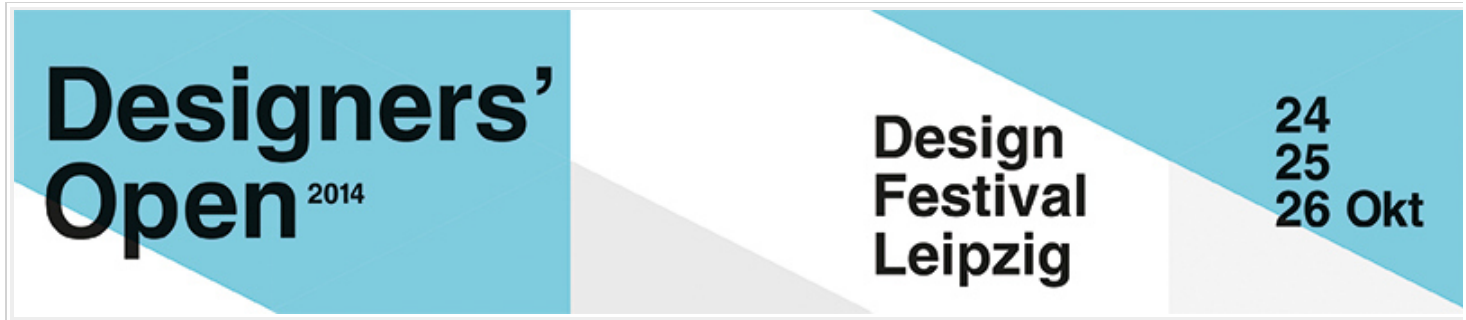 Designers’
Open 2014
Design
Festival
Leipzig
24
25
26 Okt